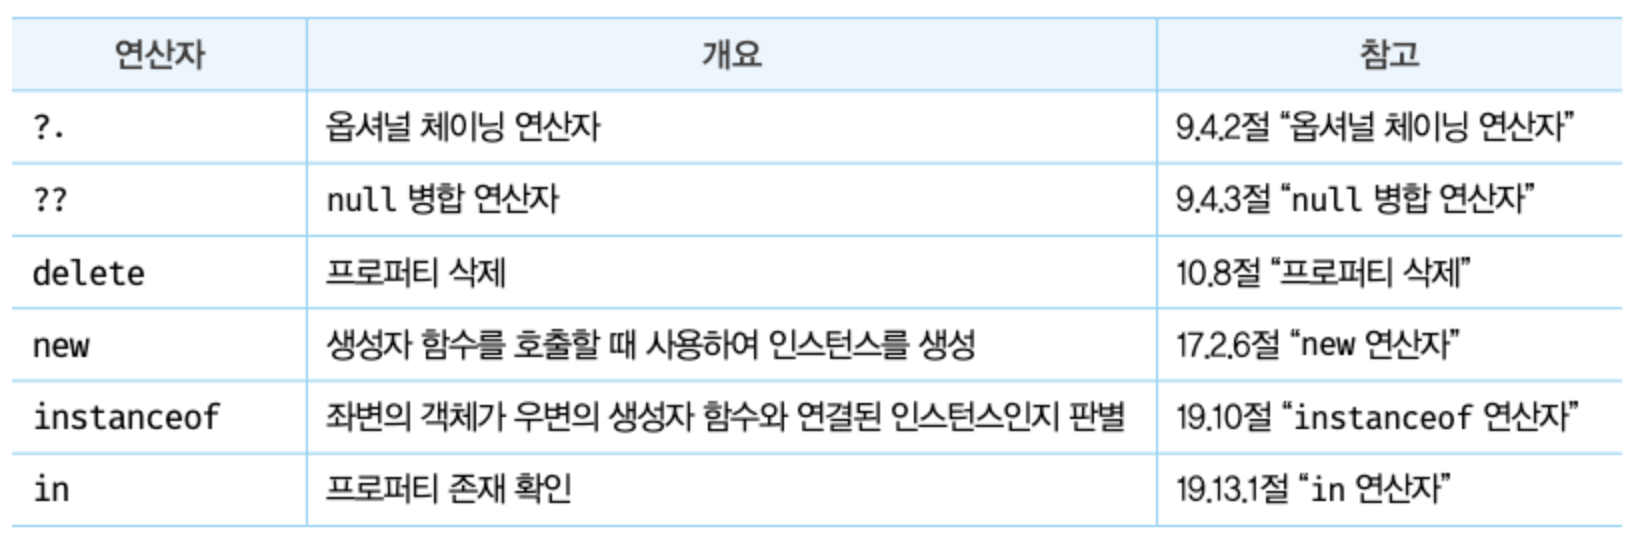 연산자 개요 참고
?. 옵셔널 체이닝 연산자 9.4.2절 “옵셔널 체이닝 연산자”
?? null 병합 연산자 9.4.3절 “null 병합 연산자”
delete 프로퍼티 삭제 10.8절 “프로퍼티 삭제”
new 생성자 함수를 호출할 때 사용하여 인스턴스를 생성 17.2.6절 “new 연산자”
instanceof 좌변의 객체가 우변의 생성자 함수와 연결된 인스턴스인지 판별 19.10절 “instanceof 연산자”
in 프로퍼티 존재 확인 19.13.1절 “in 연산자”